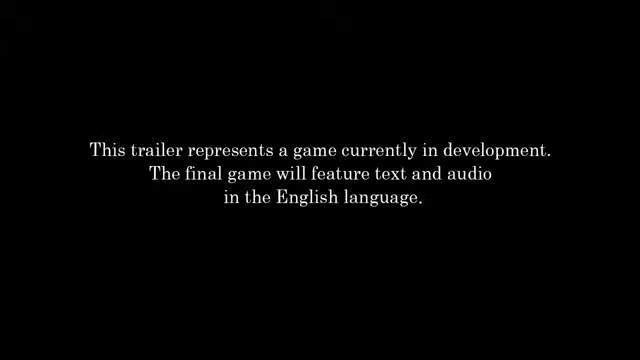 This trailer represents a game currently in development.
The final game will feature text and audio
in the English language.